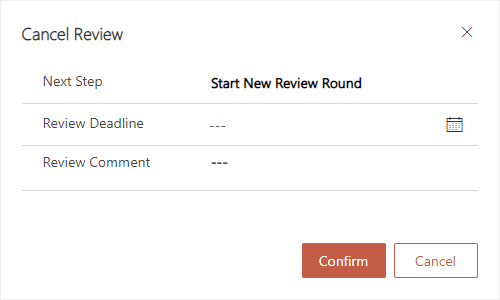 Cancel Review
Next Step Start New Review Round
Review Deadline ---
Review Comment ---
Confirm Cancel